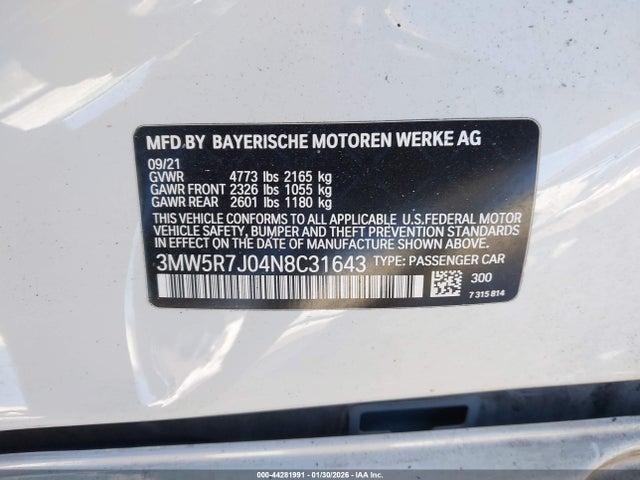 MFD BY BAYERISCHE MOTOREN WERKE AG
09/21
GVWR 4773 lbs 2165 kg
GAWR FRONT 2326 lbs 1055 kg
GAWR REAR 2601 lbs 1180 kg
THIS VEHICLE CONFORMS TO ALL APPLICABLE U.S.FEDERAL MOTOR
VEHICLE SAFETY, BUMPER AND THEFT PREVENTION STANDARDS
IN EFFECT ON THE DATE OF MANUFACTURE SHOWN ABOVE.
3MW5R7J04N8C31643 TYPE: PASSENGER CAR
300
7 315 814
000-44281991 - 01/30/2026 - IAA Inc.